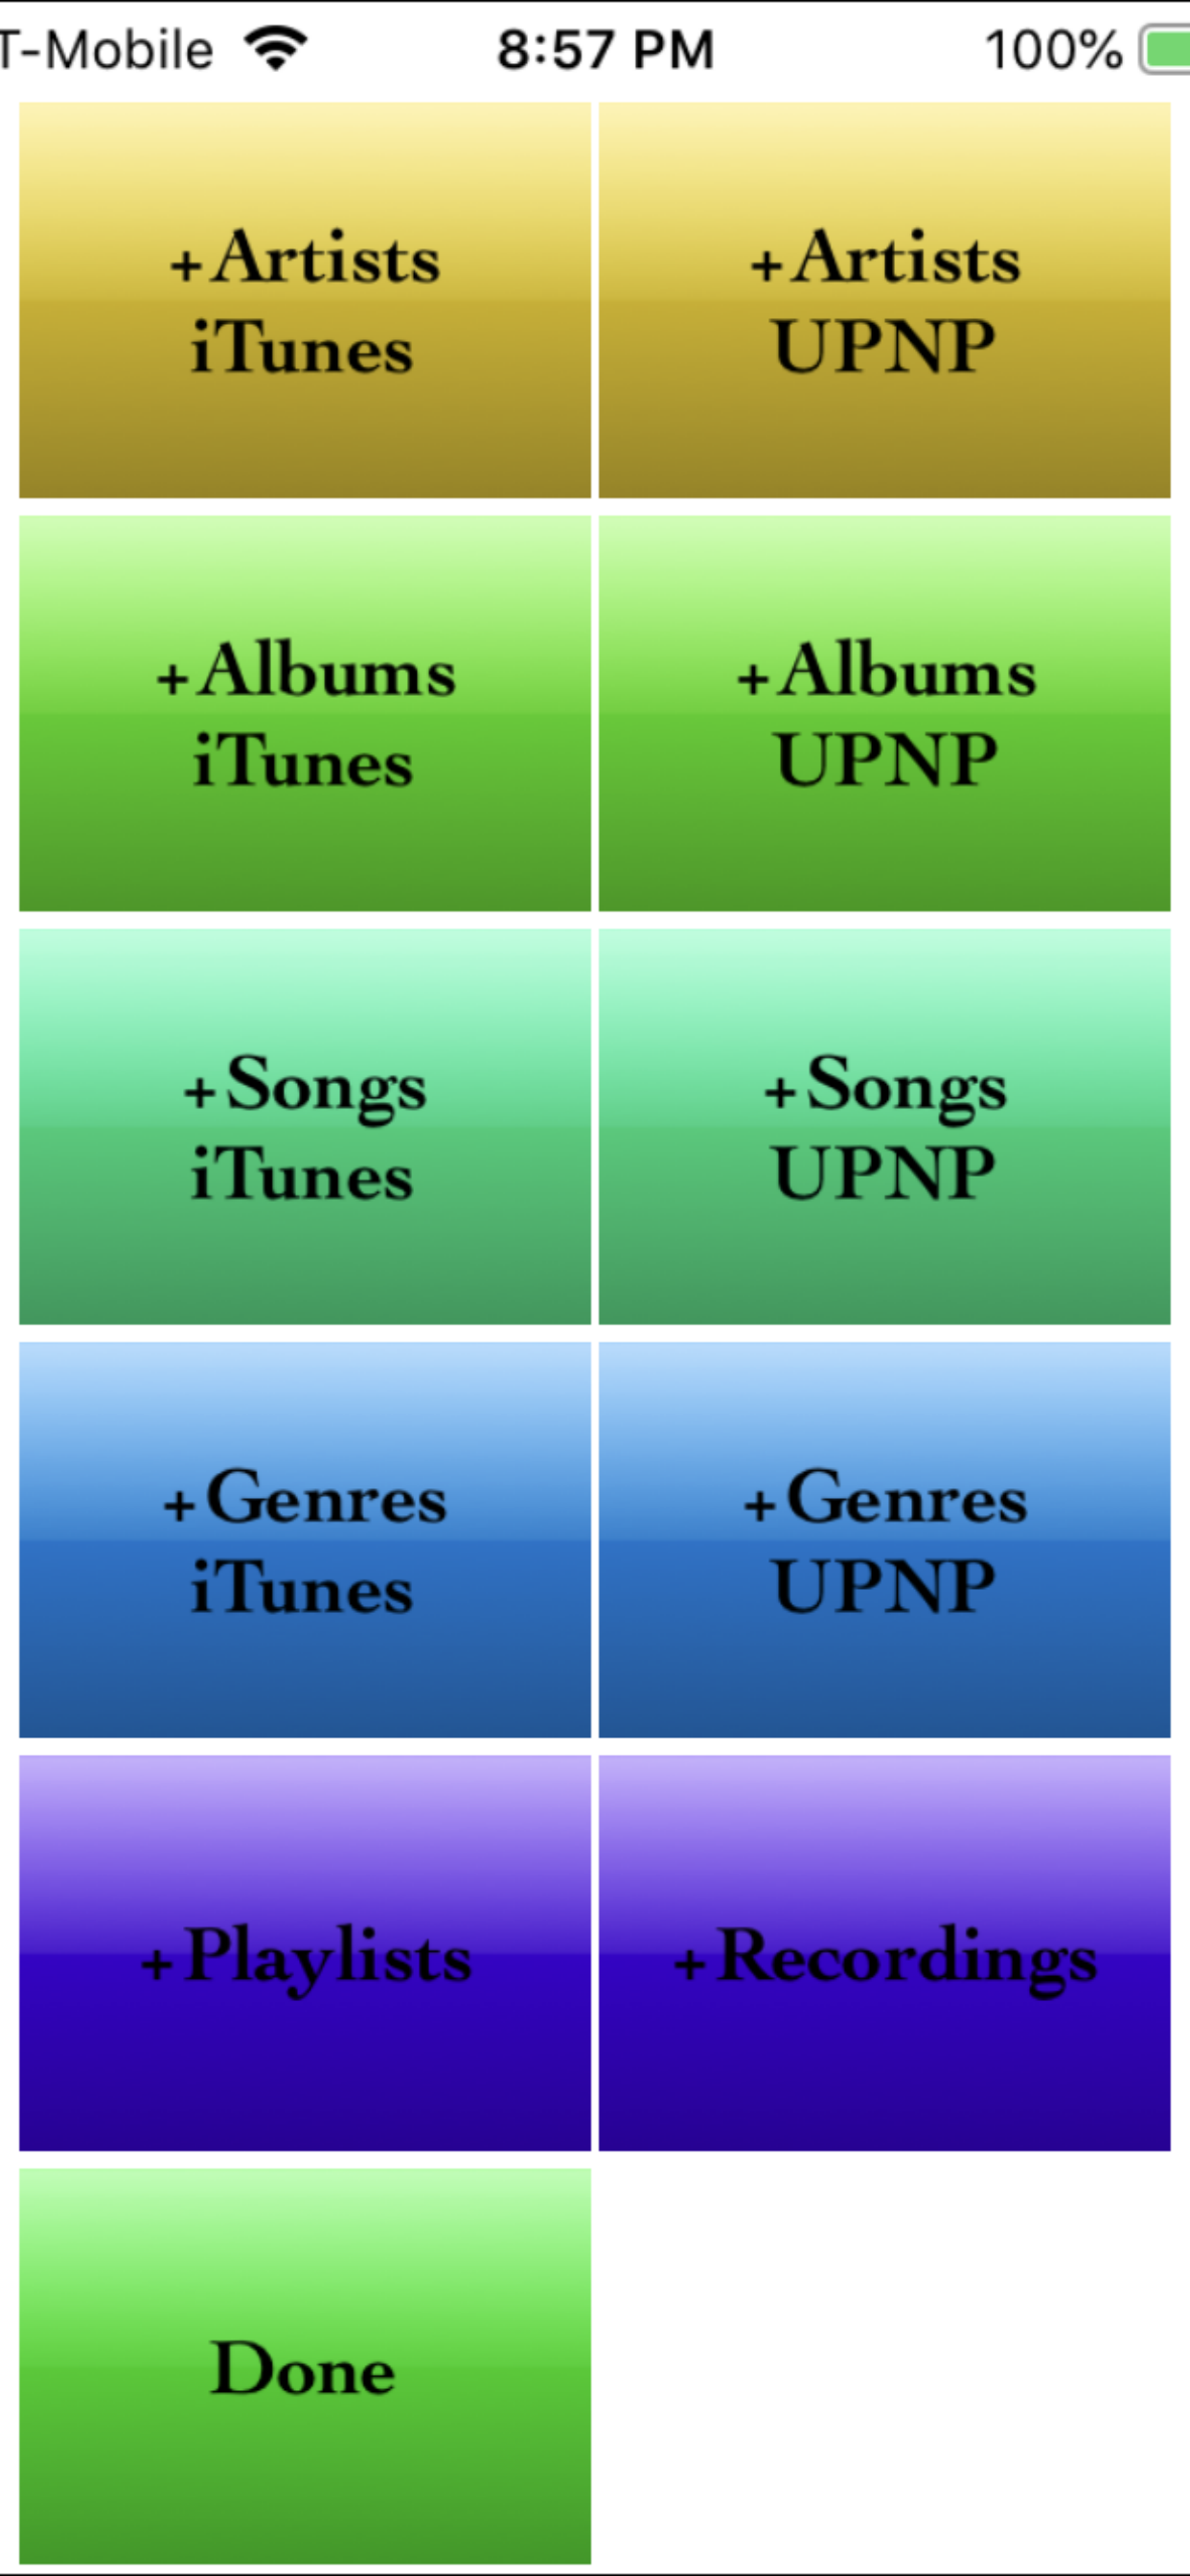 T-Mobile 8:57 PM 100%
+Artists
iTunes
+Artists
UPNP
+Albums
iTunes
+Albums
UPNP
+Songs
iTunes
+Songs
UPNP
+Genres
iTunes
+Genres
UPNP
+Playlists
+Recordings
Done